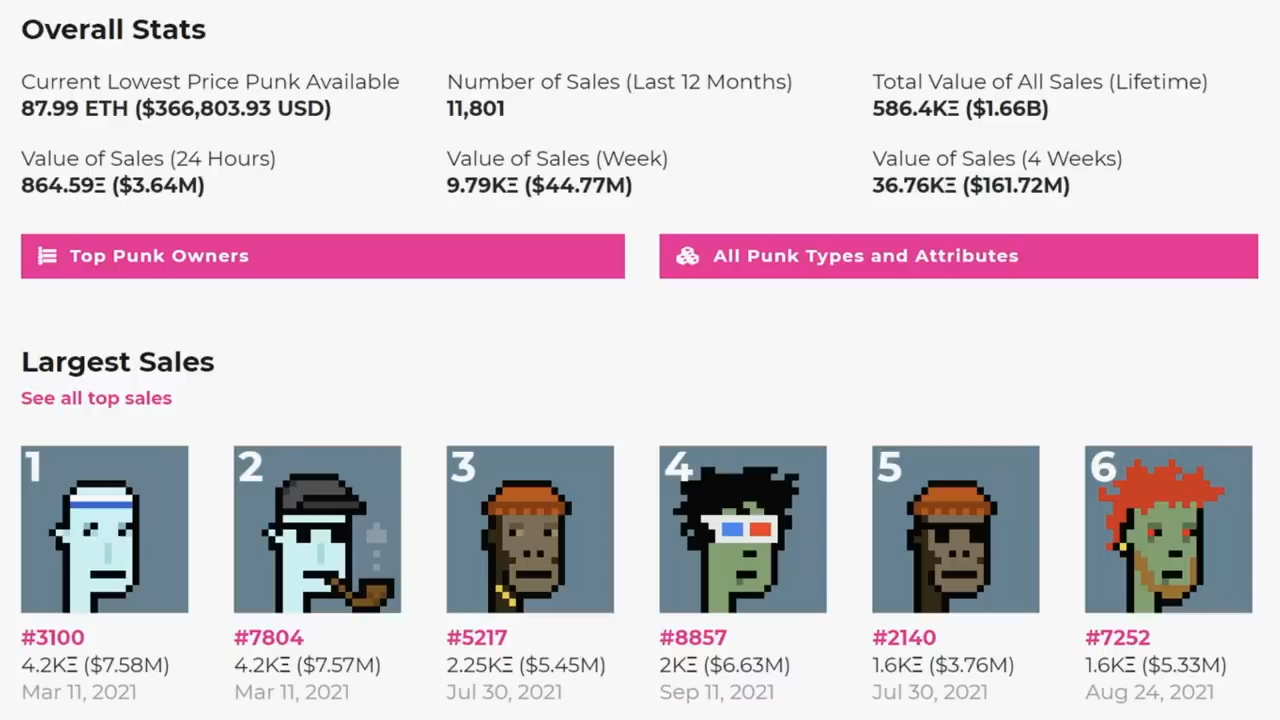 Overall Stats
Current Lowest Price Punk Available
87.99 ETH ($366,803.93 USD)
Number of Sales (Last 12 Months)
11,801
Total Value of All Sales (Lifetime)
586.4KΞ ($1.66B)
Value of Sales (24 Hours)
864.59Ξ ($3.64M)
Value of Sales (Week)
9.79KΞ ($44.77M)
Value of Sales (4 Weeks)
36.76KΞ ($161.72M)
Top Punk Owners
All Punk Types and Attributes
Largest Sales
See all top sales
1
#3100
4.2KΞ ($7.58M)
Mar 11, 2021
2
#7804
4.2KΞ ($7.57M)
Mar 11, 2021
3
#5217
2.25KΞ ($5.45M)
Jul 30, 2021
4
#8857
2KΞ ($6.63M)
Sep 11, 2021
5
#2140
1.6KΞ ($3.76M)
Jul 30, 2021
6
#7252
1.6KΞ ($5.33M)
Aug 24, 2021